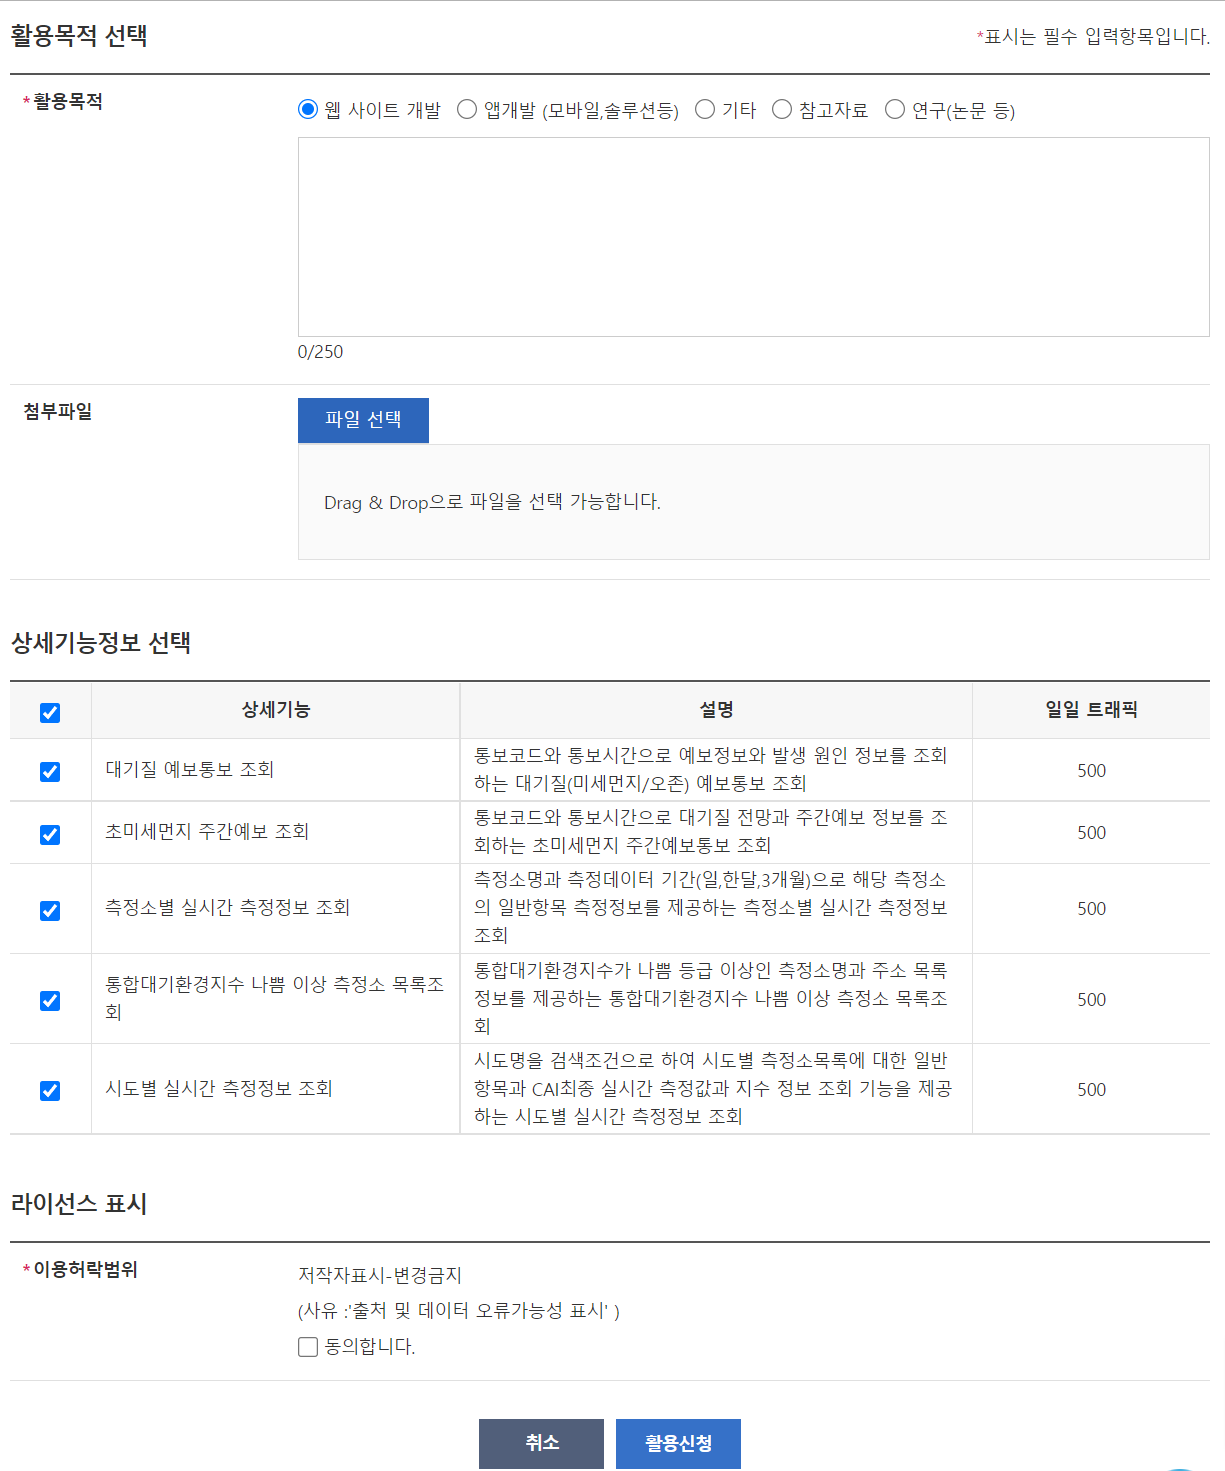 활용목적 선택
*표시는 필수 입력항목입니다.
*활용목적
웹 사이트 개발 앱개발 (모바일,솔루션등) 기타 참고자료 연구(논문 등)
0/250
첨부파일
파일 선택
Drag & Drop으로 파일을 선택 가능합니다.
상세기능정보 선택
상세기능 설명 일일 트래픽
대기질 예보통보 조회
통보코드와 통보시간으로 예보정보와 발생 원인 정보를 조회
하는 대기질(미세먼지/오존) 예보통보 조회
500
초미세먼지 주간예보 조회
통보코드와 통보시간으로 대기질 전망과 주간예보 정보를 조
회하는 초미세먼지 주간예보통보 조회
500
측정소별 실시간 측정정보 조회
측정소명과 측정데이터 기간(일,한달,3개월)으로 해당 측정소
의 일반항목 측정정보를 제공하는 측정소별 실시간 측정정보
조회
500
통합대기환경지수 나쁨 이상 측정소 목록조
회
통합대기환경지수가 나쁨 등급 이상인 측정소명과 주소 목록
정보를 제공하는 통합대기환경지수 나쁨 이상 측정소 목록조
회
500
시도별 실시간 측정정보 조회
시도명을 검색조건으로 하여 시도별 측정소목록에 대한 일반
항목과 CAI최종 실시간 측정값과 지수 정보 조회 기능을 제공
하는 시도별 실시간 측정정보 조회
500
라이선스 표시
*이용허락범위
저작자표시-변경금지
(사유 :'출처 및 데이터 오류가능성 표시' )
동의합니다.
취소 활용신청